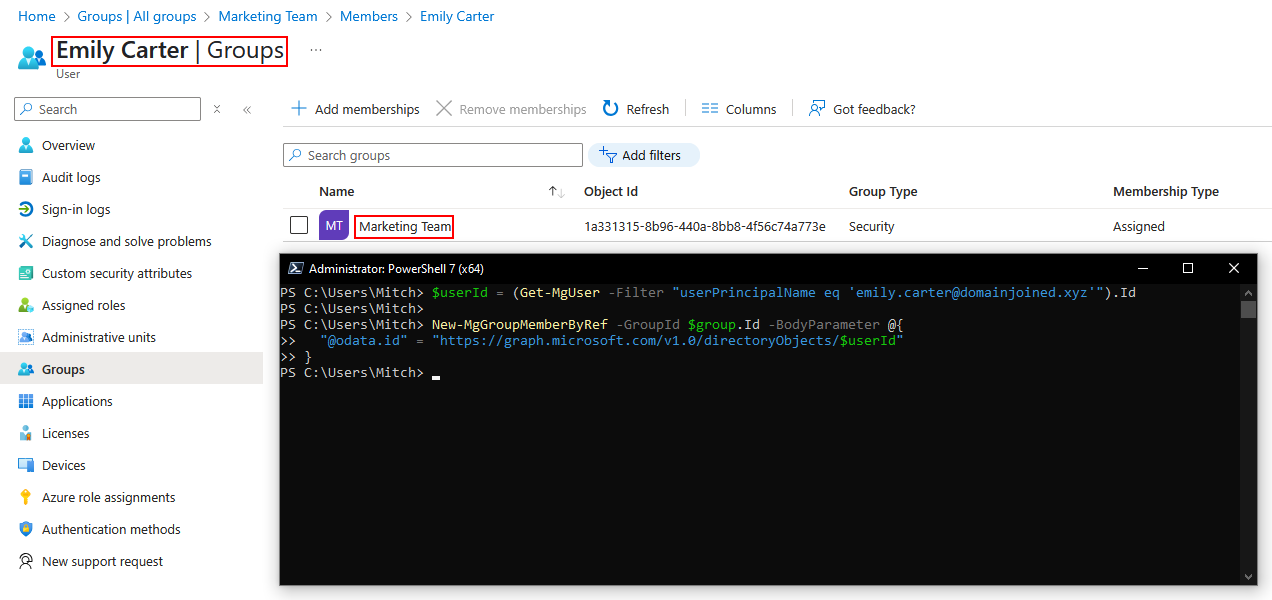 Home > Groups | All groups > Marketing Team > Members > Emily Carter
Emily Carter | Groups ...
User
Search
Add memberships Remove memberships Refresh Columns Got feedback?
Overview
Audit logs
Sign-in logs
Diagnose and solve problems
Custom security attributes
Assigned roles
Administrative units
Groups
Applications
Licenses
Devices
Azure role assignments
Authentication methods
New support request
Search groups Add filters
Name Object Id Group Type Membership Type
MT Marketing Team 1a331315-8b96-440a-8bb8-4f56c74a773e Security Assigned
Administrator: PowerShell 7 (x64)
PS C:\Users\Mitch> $userId = (Get-MgUser -Filter "userPrincipalName eq 'emily.carter@domainjoined.xyz'").Id
PS C:\Users\Mitch>
PS C:\Users\Mitch> New-MgGroupMemberByRef -GroupId $group.Id -BodyParameter @{
>>   "@odata.id" = "https://graph.microsoft.com/v1.0/directoryObjects/$userId"
>> }
PS C:\Users\Mitch>